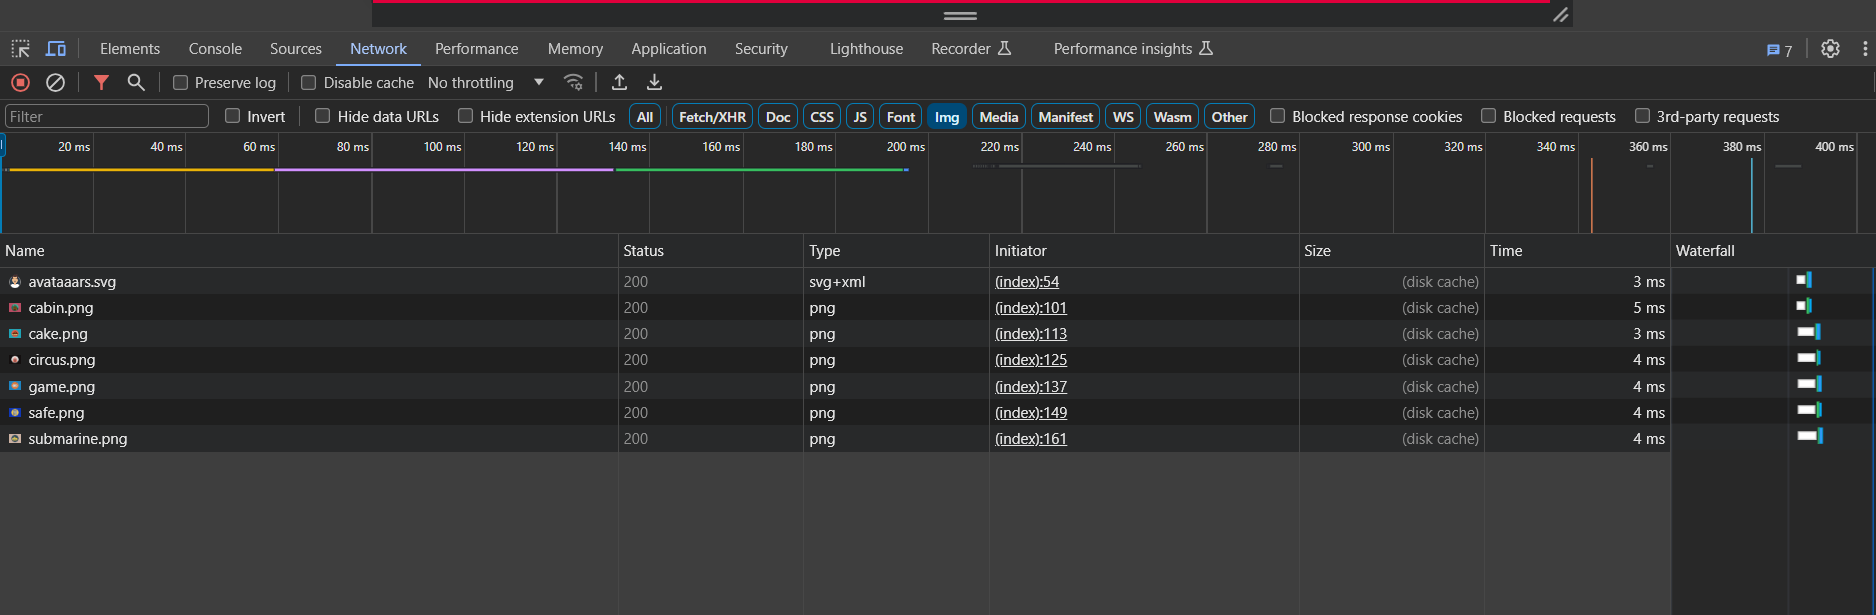 Elements Console Sources Network Performance Memory Application Security Lighthouse Recorder Performance insights 7
Preserve log Disable cache No throttling
Filter Invert Hide data URLs Hide extension URLs All Fetch/XHR Doc CSS JS Font Img Media Manifest WS Wasm Other Blocked response cookies Blocked requests 3rd-party requests
20 ms 40 ms 60 ms 80 ms 100 ms 120 ms 140 ms 160 ms 180 ms 200 ms 220 ms 240 ms 260 ms 280 ms 300 ms 320 ms 340 ms 360 ms 380 ms 400 ms
Name Status Type Initiator Size Time Waterfall
avataaars.svg 200 svg+xml (index):54 (disk cache) 3 ms
cabin.png 200 png (index):101 (disk cache) 5 ms
cake.png 200 png (index):113 (disk cache) 3 ms
circus.png 200 png (index):125 (disk cache) 4 ms
game.png 200 png (index):137 (disk cache) 4 ms
safe.png 200 png (index):149 (disk cache) 4 ms
submarine.png 200 png (index):161 (disk cache) 4 ms